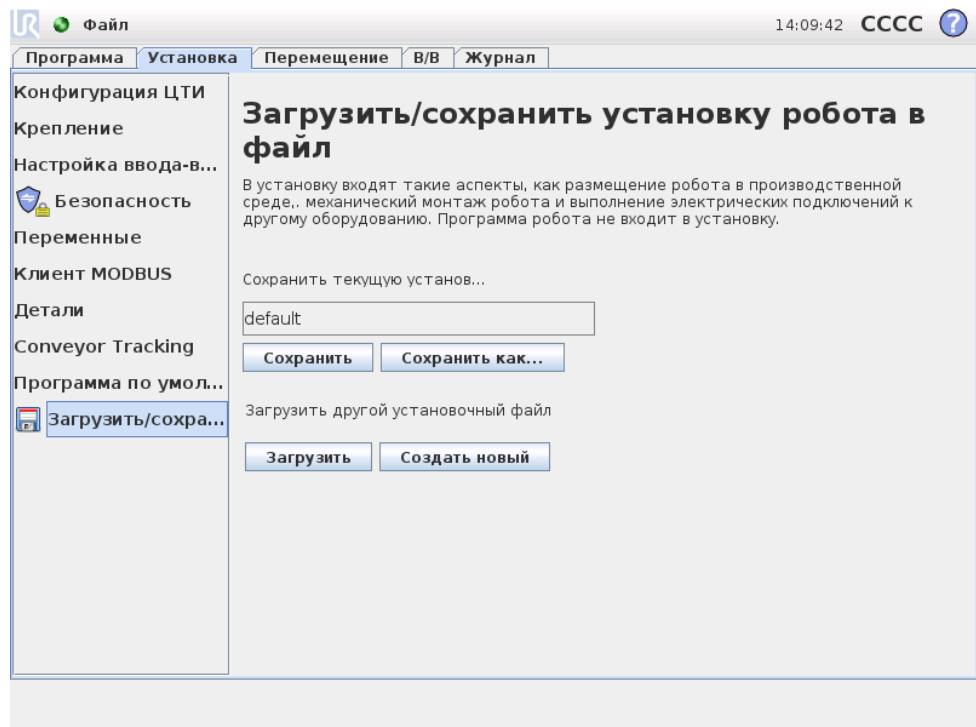 UR Файл 14:09:42 CCCC ?
Программа Установка Перемещение В/В Журнал
Конфигурация ЦТИ
Крепление
Настройка ввода-в...
Безопасность
Переменные
Клиент MODBUS
Детали
Conveyor Tracking
Программа по умол...
Загрузить/сохра...
Загрузить/сохранить установку робота в
файл
В установку входят такие аспекты, как размещение робота в производственной
среде,. механический монтаж робота и выполнение электрических подключений к
другому оборудованию. Программа робота не входит в установку.
Сохранить текущую установ...
default
Сохранить Сохранить как...
Загрузить другой установочный файл
Загрузить Создать новый